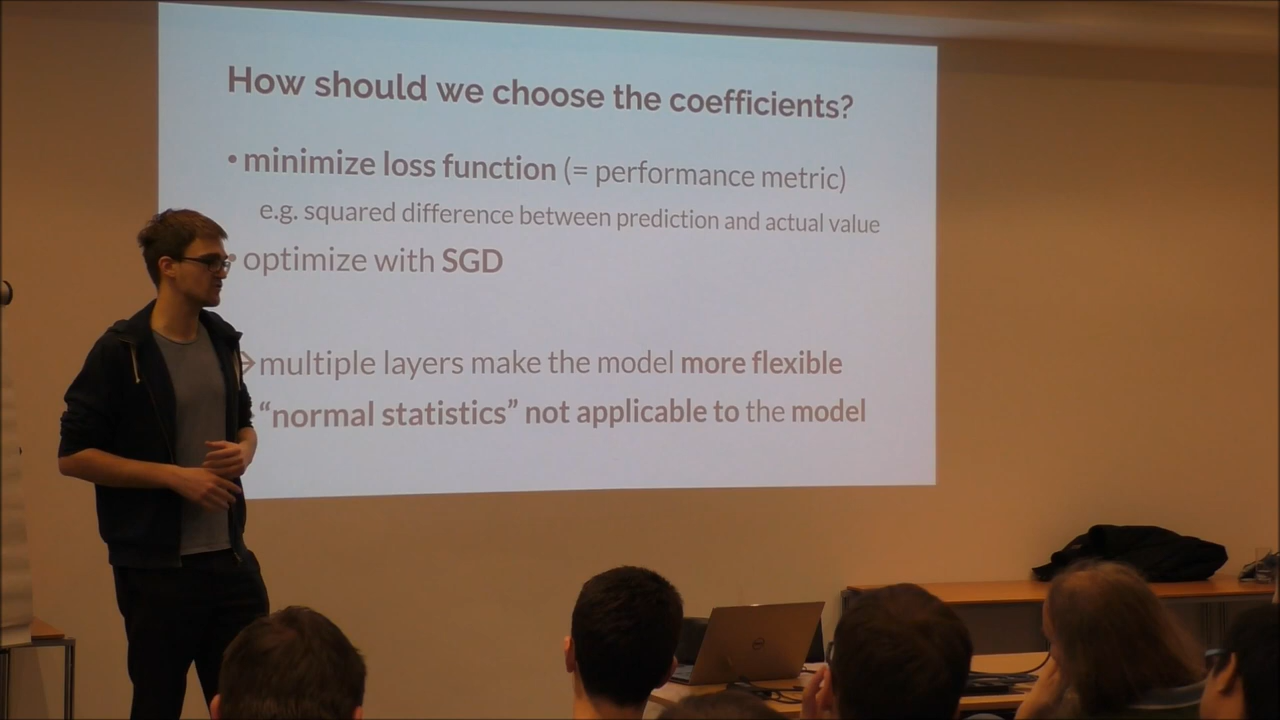 How should we choose the coefficients?
• minimize loss function (= performance metric)
e.g. squared difference between prediction and actual value
• optimize with SGD
→ multiple layers make the model more flexible
“normal statistics” not applicable to the model
DELL